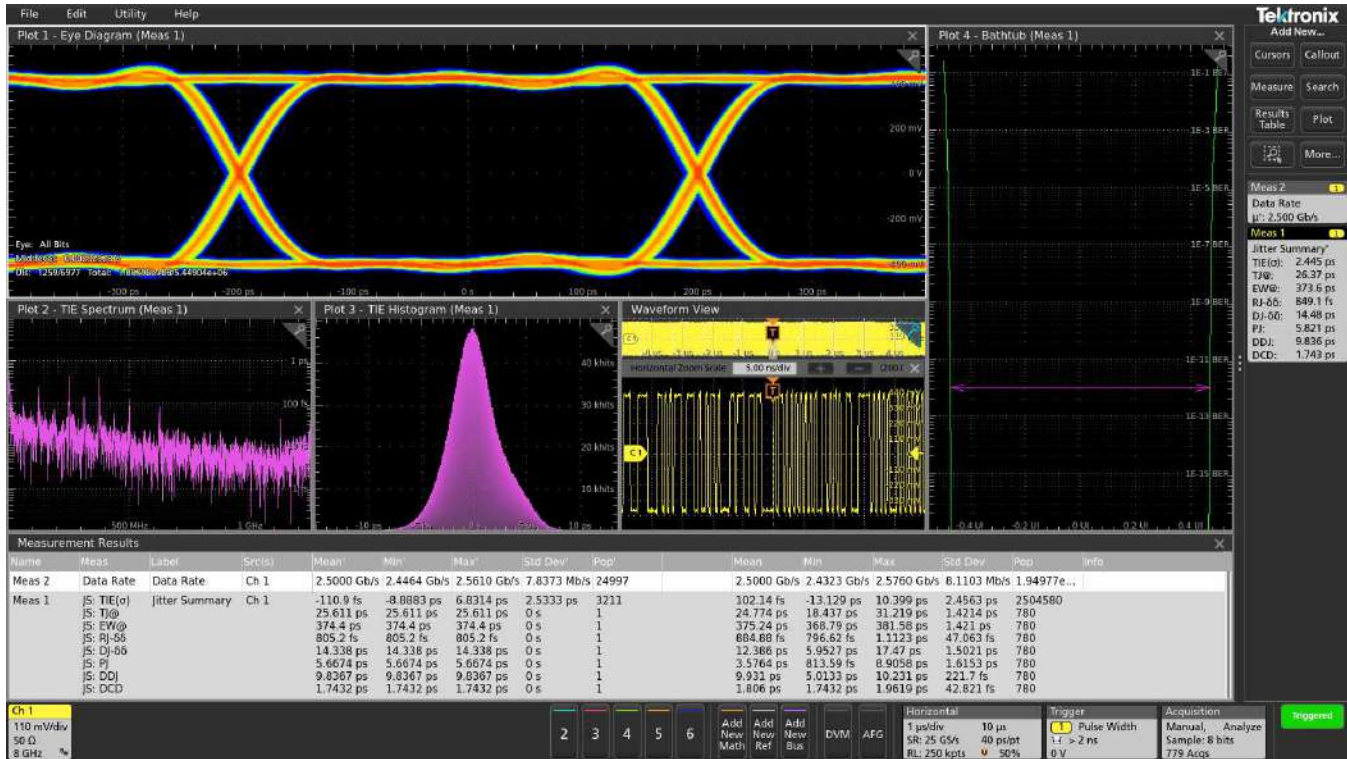 File Edit Utility Help
Tektronix
Add New...
Plot 1 - Eye Diagram (Meas 1)
200 mV
0 V
-200 mV
Eye: All Bits
-300 ps -200 ps -100 ps 0 s 100 ps 200 ps 300 ps
Plot 4 - Bathtub (Meas 1)
1E-3 BER
1E-5 BER
1E-7 BER
1E-9 BER
1E-11 BER
1E-13 BER
1E-15 BER
-0.4 UI -0.2 UI 0 UI 0.2 UI 0.4 UI
Cursors Callout
Measure Search
Results Table Plot
More...
Meas 2 1
Data Rate
µ': 2.500 Gb/s
Meas 1 1
Jitter Summary'
TIE(σ): 2.445 ps
TJ@: 26.37 ps
EW@: 373.6 ps
RJ-δδ: 849.1 fs
DJ-δδ: 14.48 ps
PJ: 5.821 ps
DDJ: 9.836 ps
DCD: 1.743 ps
Plot 2 - TIE Spectrum (Meas 1)
1 ps
100 fs
500 MHz 1 GHz
Plot 3 - TIE Histogram (Meas 1)
40 khits
30 khits
20 khits
10 khits
-10 ps 10 ps
Waveform View
Horizontal Zoom Scale 5.00 ns/div
C1
Measurement Results
Name Meas Label Src(s) Mean' Min' Max' Std Dev' Pop' Mean Min Max Std Dev Pop Info
Meas 2 Data Rate Data Rate Ch 1 2.5000 Gb/s 2.4464 Gb/s 2.5610 Gb/s 7.8373 Mb/s 24997 2.5000 Gb/s 2.4323 Gb/s 2.5760 Gb/s 8.1103 Mb/s 1.94977e...
Meas 1 JS: TIE(σ) Jitter Summary Ch 1 -110.9 fs -8.8883 ps 6.8314 ps 2.5333 ps 3211 102.14 fs -13.129 ps 10.399 ps 2.4563 ps 2504580
JS: TJ@ 25.611 ps 25.611 ps 25.611 ps 0 s 1 24.774 ps 18.437 ps 31.219 ps 1.4214 ps 780
JS: EW@ 374.4 ps 374.4 ps 374.4 ps 0 s 1 375.24 ps 368.79 ps 381.58 ps 1.421 ps 780
JS: RJ-δδ 805.2 fs 805.2 fs 805.2 fs 0 s 1 884.88 fs 796.62 fs 1.1123 ps 47.063 fs 780
JS: DJ-δδ 14.338 ps 14.338 ps 14.338 ps 0 s 1 12.386 ps 5.9527 ps 17.47 ps 1.5021 ps 780
JS: PJ 5.6674 ps 5.6674 ps 5.6674 ps 0 s 1 3.5764 ps 813.59 fs 8.9058 ps 1.6153 ps 780
JS: DDJ 9.8367 ps 9.8367 ps 9.8367 ps 0 s 1 9.931 ps 5.0133 ps 10.231 ps 221.7 fs 780
JS: DCD 1.7432 ps 1.7432 ps 1.7432 ps 0 s 1 1.806 ps 1.7432 ps 1.9619 ps 42.821 fs 780
Ch 1
110 mV/div
50 Ω
8 GHz
2 3 4 5 6
Add New Math
Add New Ref
Add New Bus
DVM AFG
Horizontal
1 µs/div 10 µs
SR: 25 GS/s 40 ps/pt
RL: 250 kpts 50%
Trigger
1 Pulse Width
> 2 ns
0 V
Acquisition
Manual, Analyze
Sample: 8 bits
779 Acqs
Triggered